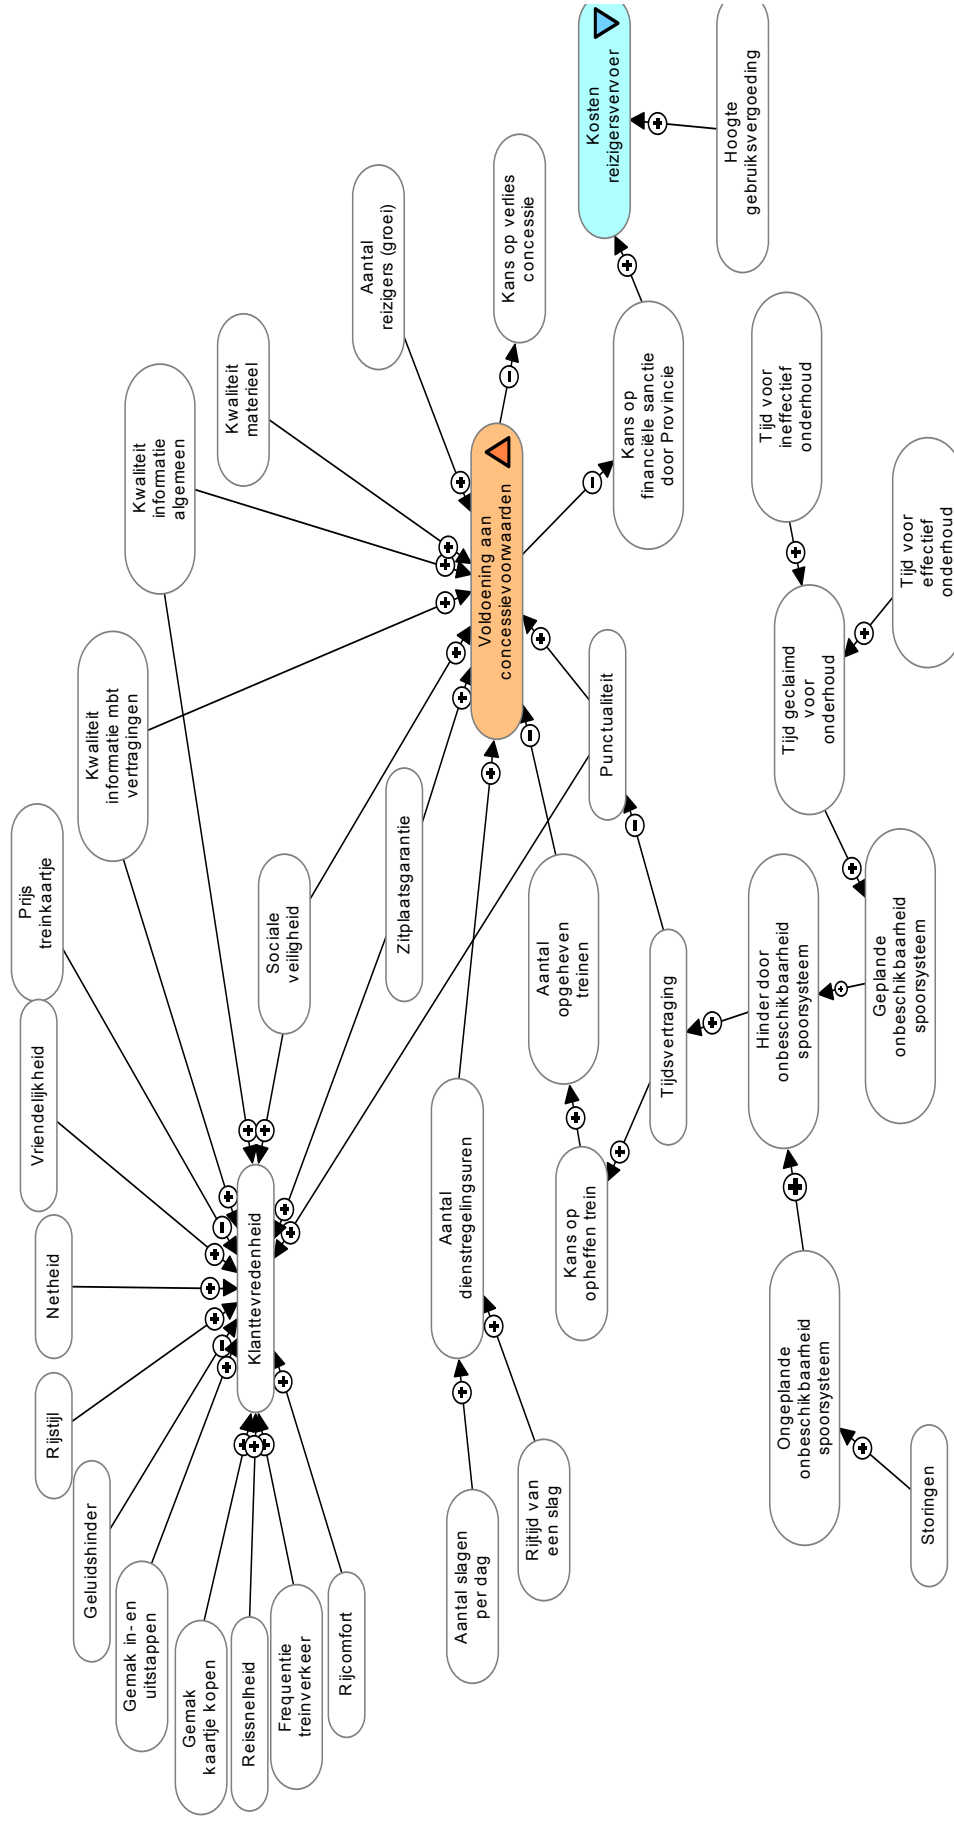 Prijs
treinkaartje
Vriendelijkheid
Netheid
Rijstijl
Geluidshinder
Gemak in- en
uitstappen
Gemak
kaartje kopen
Reissnelheid
Frequentie
treinverkeer
Rijcomfort
Kwaliteit
informatie mbt
vertragingen
Kwaliteit
informatie
algemeen
Kwaliteit
materieel
Aantal
reizigers (groei)
Sociale
veiligheid
Zitplaatsgarantie
Klanttevredenheid
Voldoening aan
concessievoorwaarden
Kans op verlies
concessie
Kosten
reizigersvervoer
Hoogte
gebruiksvergoeding
Kans op
financiële sanctie
door Provincie
Punctualiteit
Aantal
opgeheven
treinen
Aantal
dienstregelingsuren
Kans op
opheffen trein
Tijdsvertraging
Aantal slagen
per dag
Rijtijd van
een slag
Tijd voor
ineffectief
onderhoud
Tijd voor
effectief
onderhoud
Tijd geclaimd
voor
onderhoud
Hinder door
onbeschikbaarheid
spoorsysteem
Geplande
onbeschikbaarheid
spoorsysteem
Ongeplande
onbeschikbaarheid
spoorsysteem
Storingen